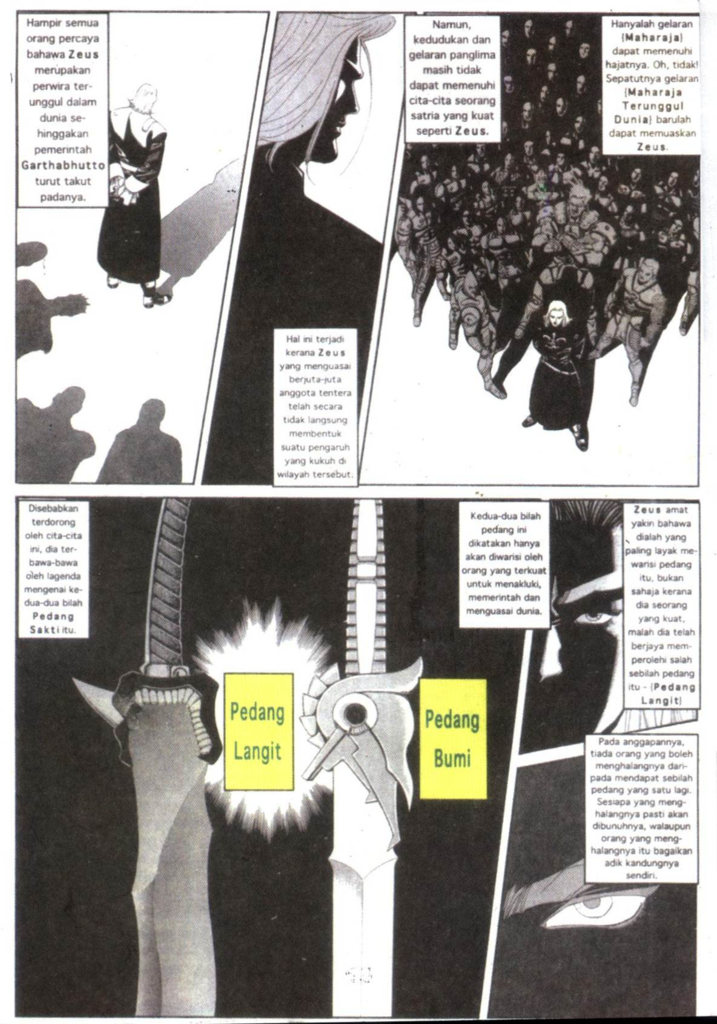 Hampir semua
orang percaya
bahawa Zeus
merupakan
perwira ter-
unggul dalam
dunia se-
hinggakan
pemerintah
Garthabhutto
turut takut
padanya.
Hal ini terjadi
kerana Zeus
yang menguasai
berjuta-juta
anggota tentera
telah secara
tidak langsung
membentuk
suatu pengaruh
yang kukuh di
wilayah tersebut.
Namun,
kedudukan dan
gelaran panglima
masih tidak
dapat memenuhi
cita-cita seorang
satria yang kuat
seperti Zeus.
Hanyalah gelaran
{Maharaja}
dapat memenuhi
hajatnya. Oh, tidak!
Sepatutnya gelaran
{Maharaja
Terunggul
Dunia} barulah
dapat memuaskan
Zeus.
Disebabkan
terdorong
oleh cita-cita
ini, dia ter-
bawa-bawa
oleh lagenda
mengenai ke-
dua-dua bilah
Pedang
Sakti itu.
Pedang
Langit
Pedang
Bumi
Kedua-dua bilah
pedang ini
dikatakan hanya
akan diwarisi oleh
orang yang terkuat
untuk menakluki,
memerintah dan
menguasai dunia.
Zeus amat
yakin bahawa
dialah yang
paling layak me-
warisi pedang
itu, bukan
sahaja kerana
dia seorang
yang kuat,
malah dia telah
berjaya mem-
perolehi salah
sebilah pedang
itu - {Pedang
Langit}
Pada anggapannya,
tiada orang yang boleh
menghalangnya dari-
pada mendapat sebilah
pedang yang satu lagi.
Sesiapa yang meng-
halangnya pasti akan
dibunuhnya, walaupun
orang yang meng-
halangnya itu bagaikan
adik kandungnya
sendiri.